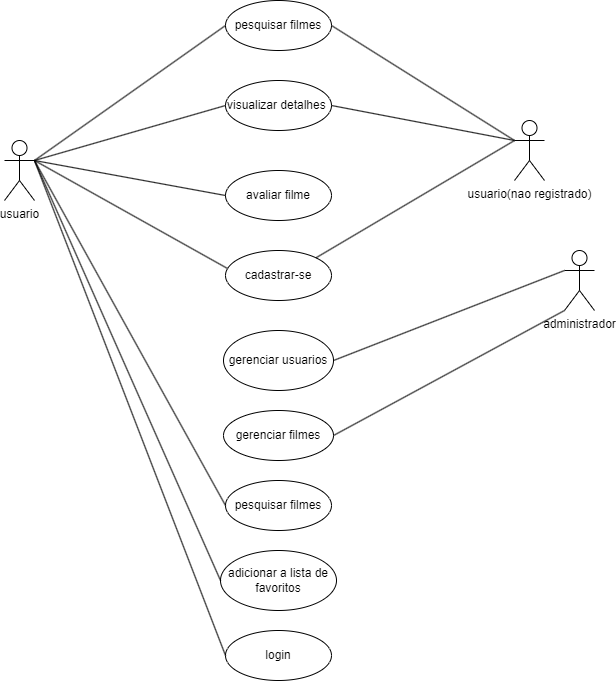 pesquisar filmes
visualizar detalhes
usuario
avaliar filme
usuario(nao registrado)
cadastrar-se
administrador
gerenciar usuarios
gerenciar filmes
pesquisar filmes
adicionar a lista de
favoritos
login